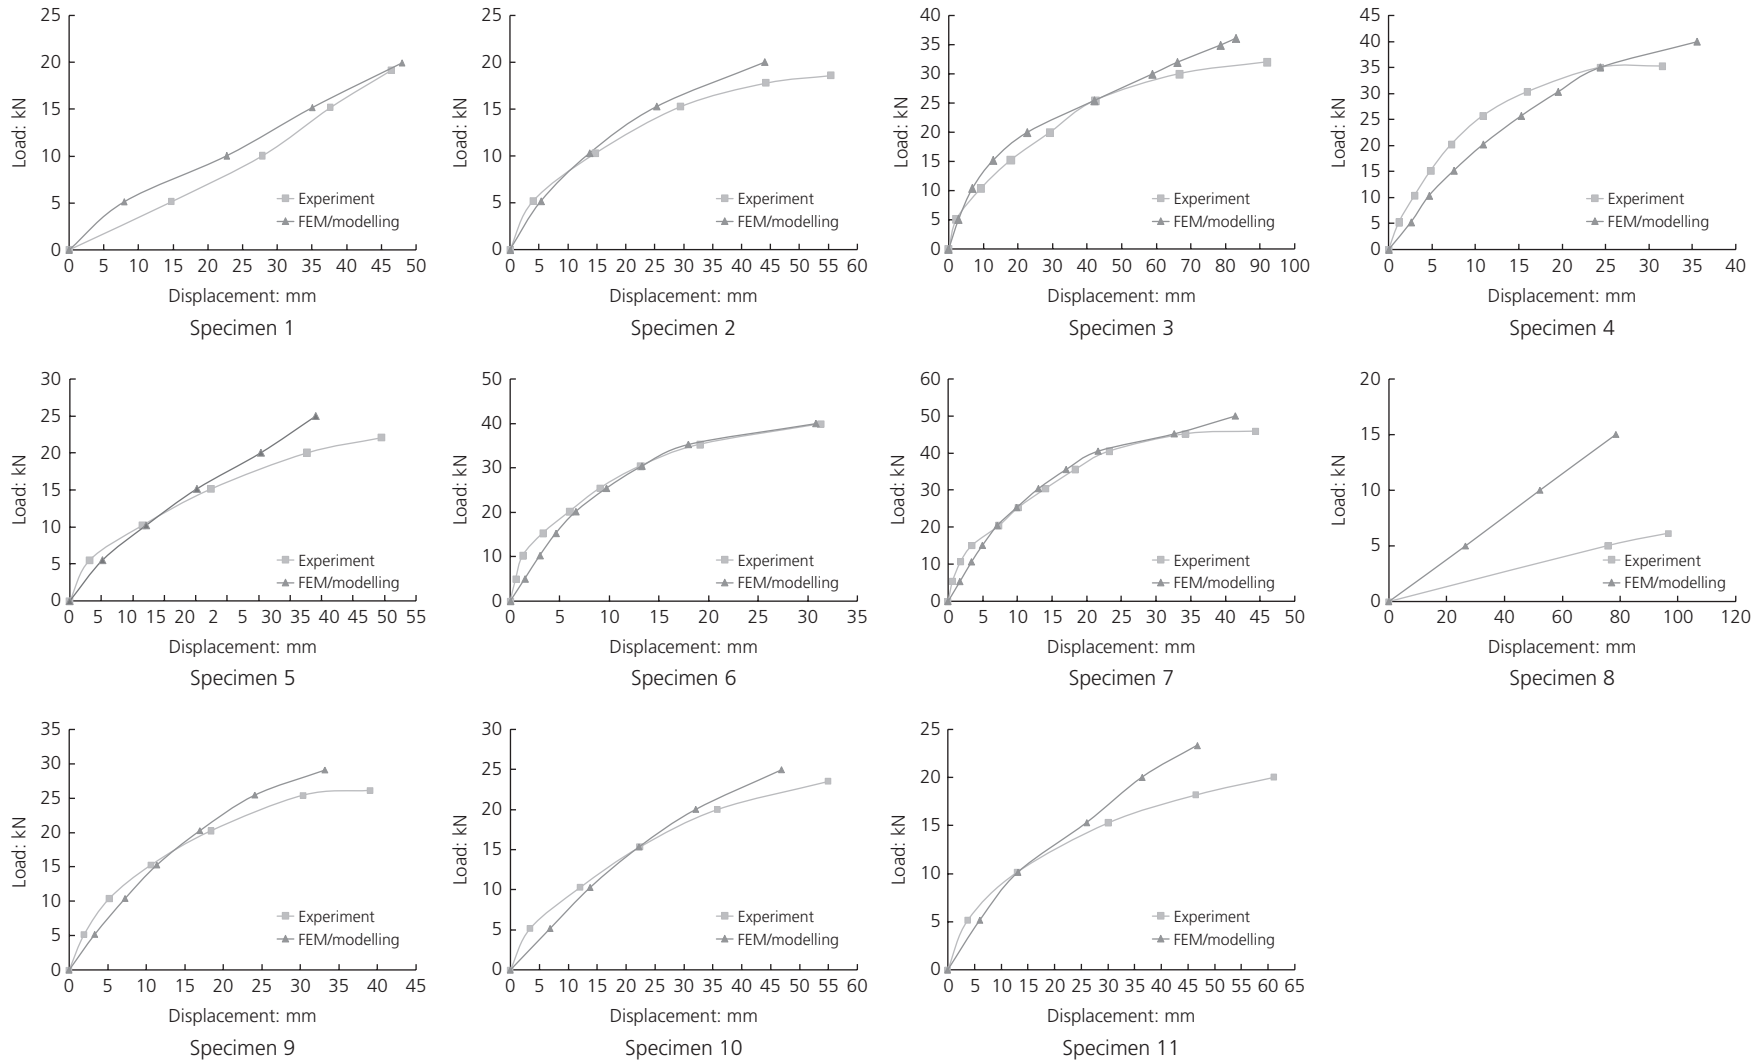 25
20
15
10
5
0
Load: kN
Experiment
FEM/modelling
0 5 10 15 20 25 30 35 40 45 50
Displacement: mm
Specimen 1
25
20
15
10
5
0
Load: kN
Experiment
FEM/modelling
0 5 10 15 20 25 30 35 40 45 50 55 60
Displacement: mm
Specimen 2
40
35
30
25
20
15
10
5
0
Load: kN
Experiment
FEM/modelling
0 10 20 30 40 50 60 70 80 90 100
Displacement: mm
Specimen 3
45
40
35
30
25
20
15
10
5
0
Load: kN
Experiment
FEM/modelling
0 5 10 15 20 25 30 35 40
Displacement: mm
Specimen 4
30
25
20
15
10
5
0
Load: kN
Experiment
FEM/modelling
0 5 10 15 20 2 5 30 35 40 45 50 55
Displacement: mm
Specimen 5
50
40
30
20
10
0
Load: kN
Experiment
FEM/modelling
0 5 10 15 20 25 30 35
Displacement: mm
Specimen 6
60
50
40
30
20
10
0
Load: kN
Experiment
FEM/modelling
0 5 10 15 20 25 30 35 40 45 50
Displacement: mm
Specimen 7
20
15
10
5
0
Load: kN
Experiment
FEM/modelling
0 20 40 60 80 100 120
Displacement: mm
Specimen 8
35
30
25
20
15
10
5
0
Load: kN
Experiment
FEM/modelling
0 5 10 15 20 25 30 35 40 45
Displacement: mm
Specimen 9
30
25
20
15
10
5
0
Load: kN
Experiment
FEM/modelling
0 5 10 15 20 25 30 35 40 45 50 55 60
Displacement: mm
Specimen 10
25
20
15
10
5
0
Load: kN
Experiment
FEM/modelling
0 5 10 15 20 25 30 35 40 45 50 55 60 65
Displacement: mm
Specimen 11